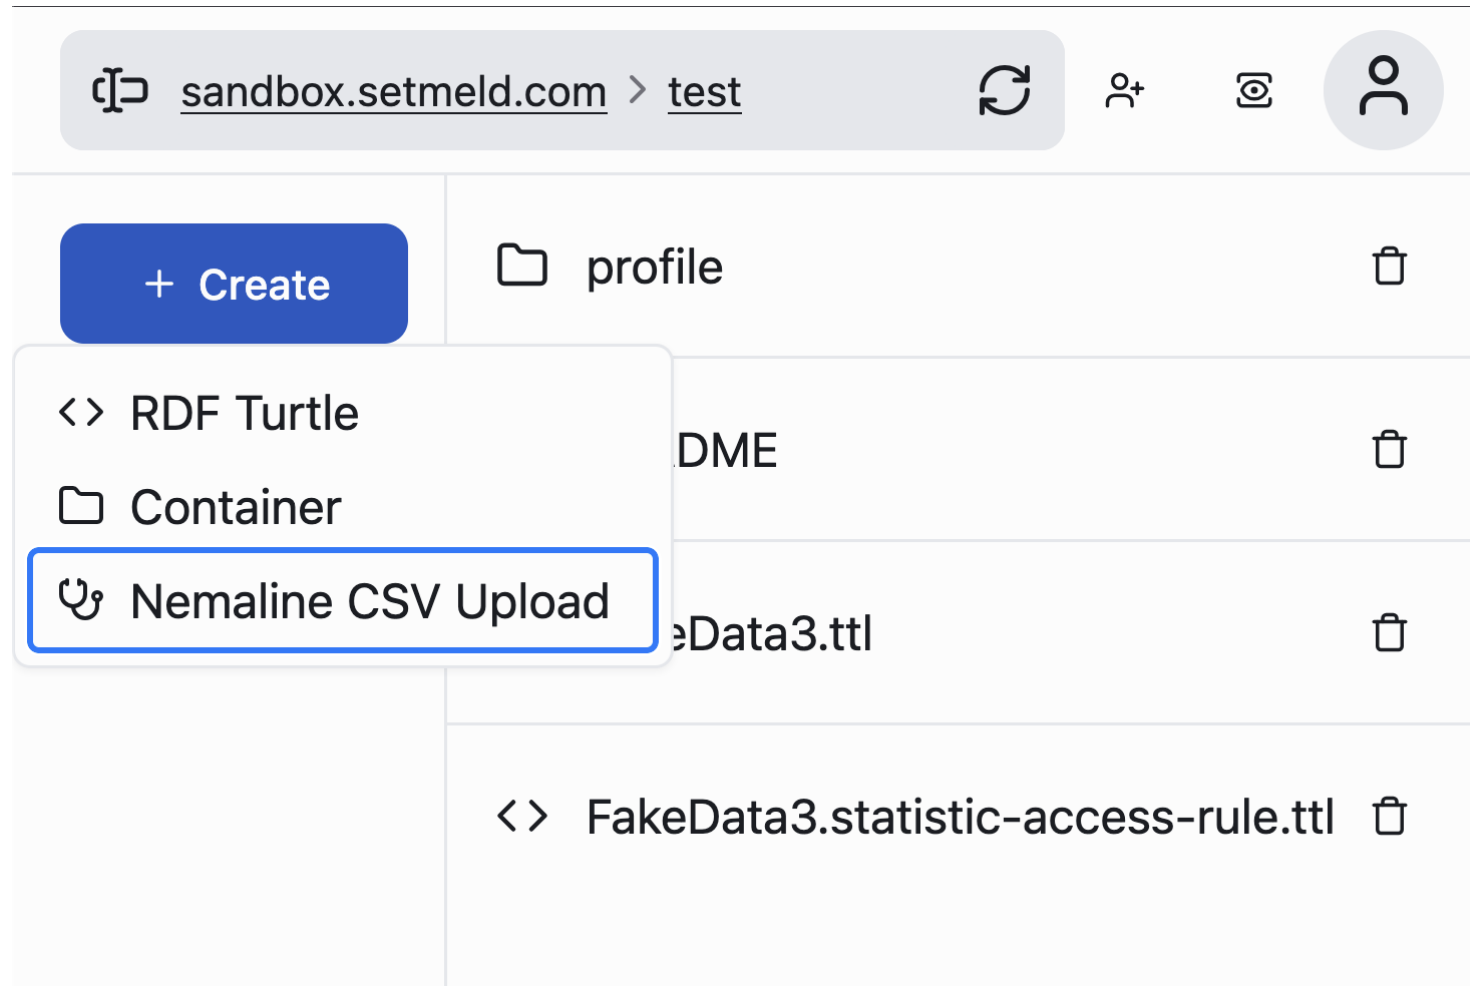 sandbox.setmeld.com > test
+ Create
profile
<> RDF Turtle
DME
Container
Nemaline CSV Upload
eData3.ttl
<> FakeData3.statistic-access-rule.ttl